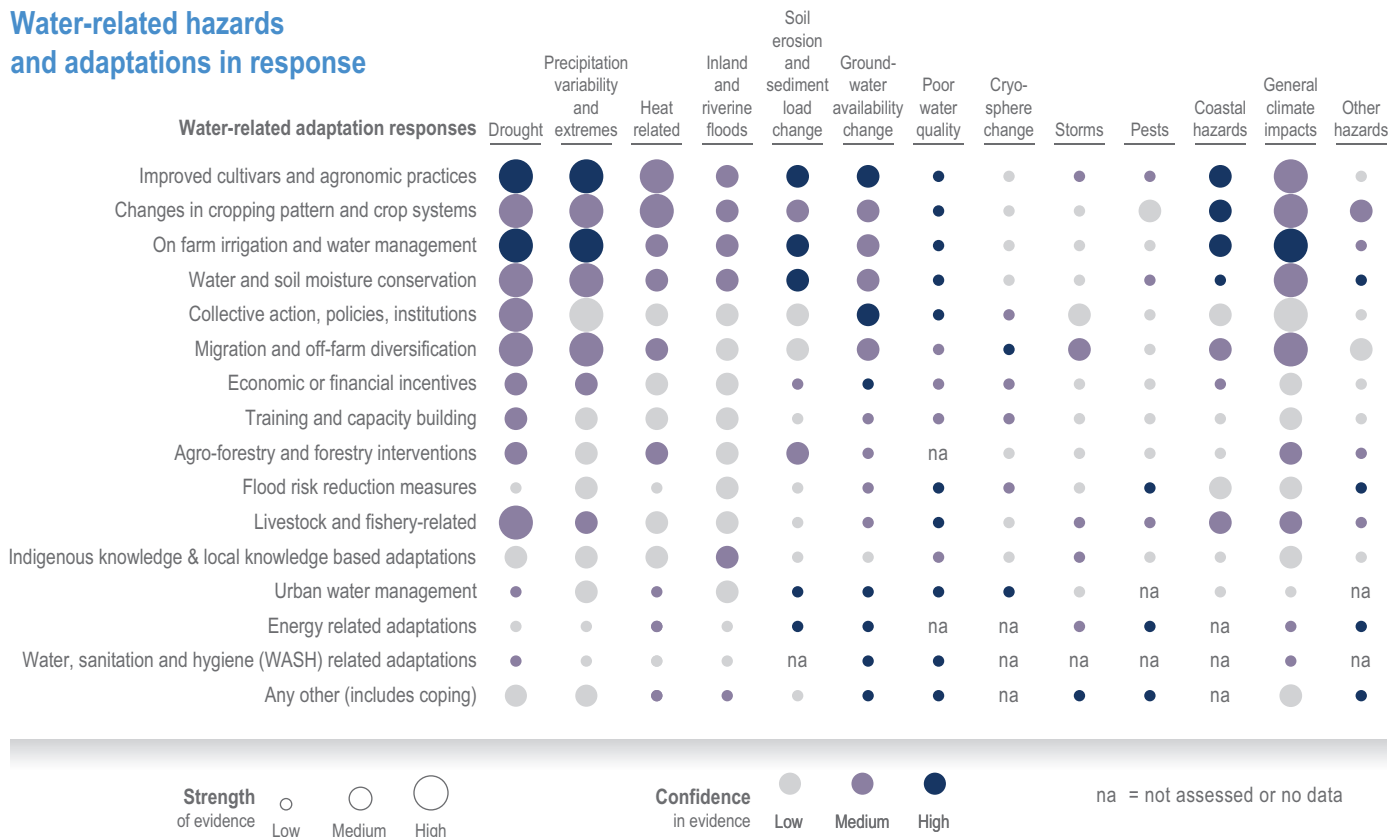 Water-related hazards
and adaptations in response
Water-related adaptation responses
Drought
Precipitation
variability
and
extremes
Heat
related
Inland
and
riverine
floods
Soil
erosion
and
sediment
load
change
Ground-
water
availability
change
Poor
water
quality
Cryo-
sphere
change
Storms
Pests
Coastal
hazards
General
climate
impacts
Other
hazards
Improved cultivars and agronomic practices
Changes in cropping pattern and crop systems
On farm irrigation and water management
Water and soil moisture conservation
Collective action, policies, institutions
Migration and off-farm diversification
Economic or financial incentives
Training and capacity building
Agro-forestry and forestry interventions na
Flood risk reduction measures
Livestock and fishery-related
Indigenous knowledge & local knowledge based adaptations
Urban water management na na
Energy related adaptations na na na
Water, sanitation and hygiene (WASH) related adaptations na na na na na na
Any other (includes coping) na na
Strength
of evidence
Low Medium High
Confidence
in evidence
Low Medium High
na = not assessed or no data